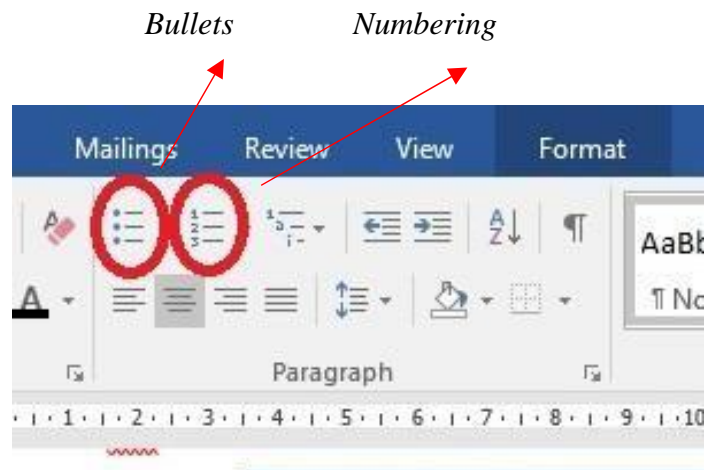 Bullets Numbering
Mailings Review View Format
AaBb
A ¶ No
Paragraph
1 2 3 4 5 6 7 8 9 10